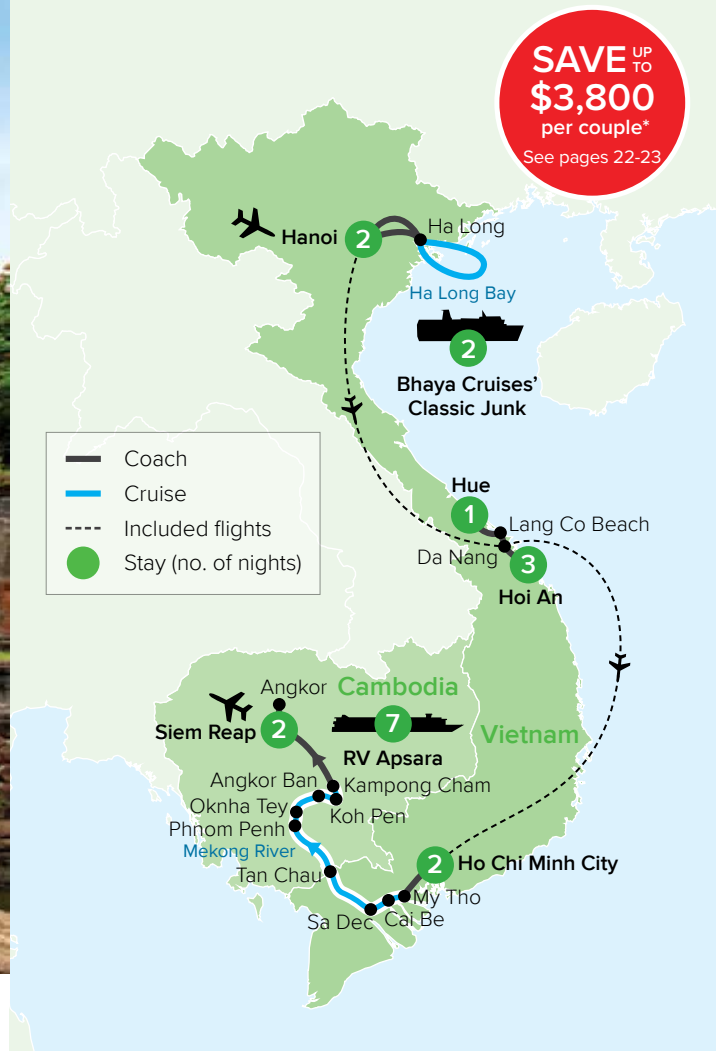 SAVE UP TO
$3,800
per couple*
See pages 22-23
Hanoi 2 Ha Long
Ha Long Bay
2
Bhaya Cruises'
Classic Junk
Coach
Cruise
Included flights
Stay (no. of nights)
Hue
1
Lang Co Beach
Da Nang
3
Hoi An
Angkor
Cambodia
Siem Reap 2
7
RV Apsara
Vietnam
Angkor Ban
Kampong Cham
Oknha Tey
Koh Pen
Phnom Penh
Mekong River
Tan Chau
2 Ho Chi Minh City
My Tho
Cai Be
Sa Dec